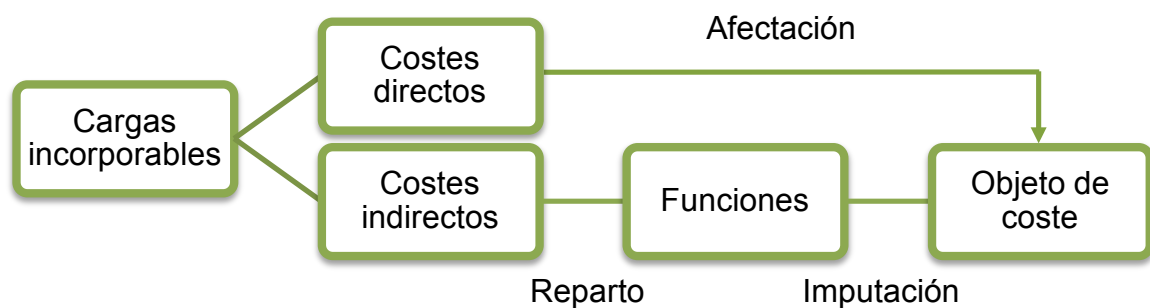 Afectación
Costes
directos
Cargas
incorporables
Costes
indirectos
Funciones
Objeto de
coste
Reparto
Imputación